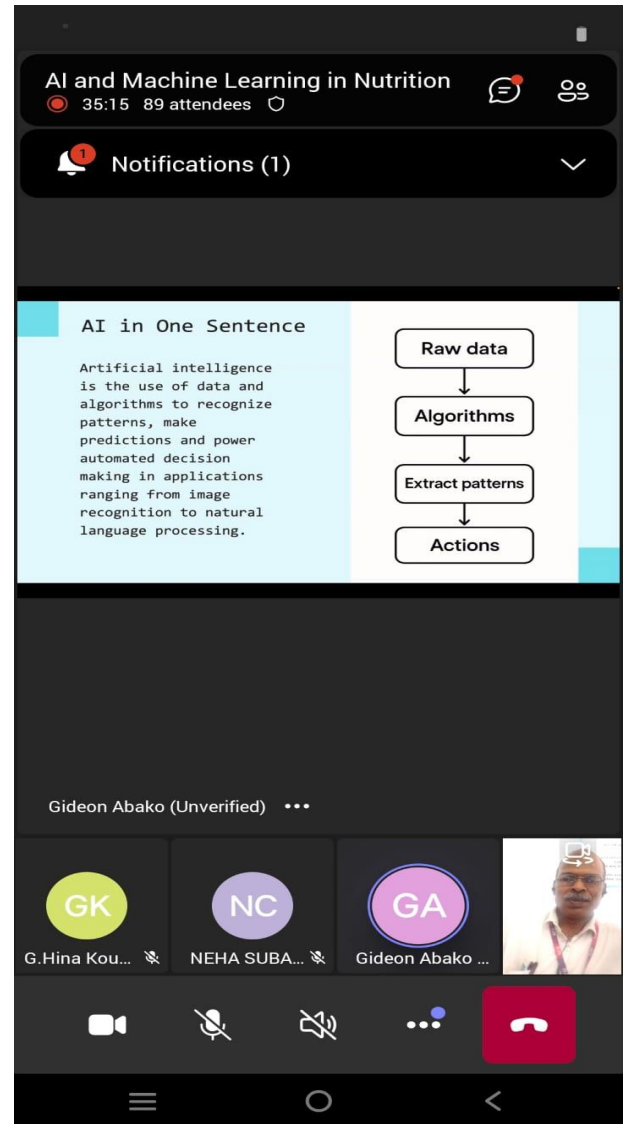 AI and Machine Learning in Nutrition
35:15 89 attendees
1
Notifications (1)
AI in One Sentence
Artificial intelligence
is the use of data and
algorithms to recognize
patterns, make
predictions and power
automated decision
making in applications
ranging from image
recognition to natural
language processing.
Raw data
Algorithms
Extract patterns
Actions
Gideon Abako (Unverified) •••
GK
NC
GA
G.Hina Kou...
NEHA SUBA...
Gideon Abako ...